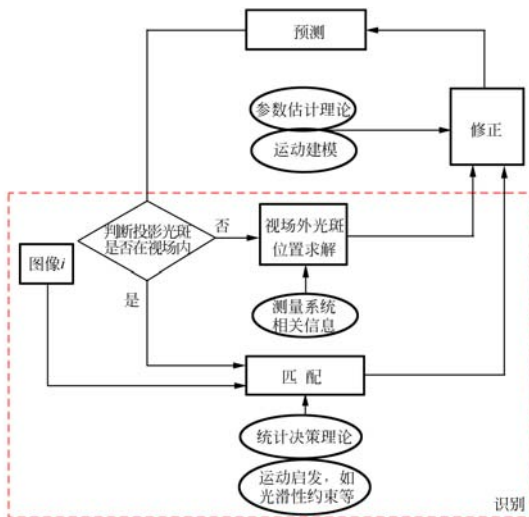 预测
参数估计理论
运动建模
修正
判断投影光斑
是否在视场内
否
视场外光斑
位置求解
图像i
是
测量系统
相关信息
匹配
统计决策理论
运动启发，如
光滑性约束等
识别